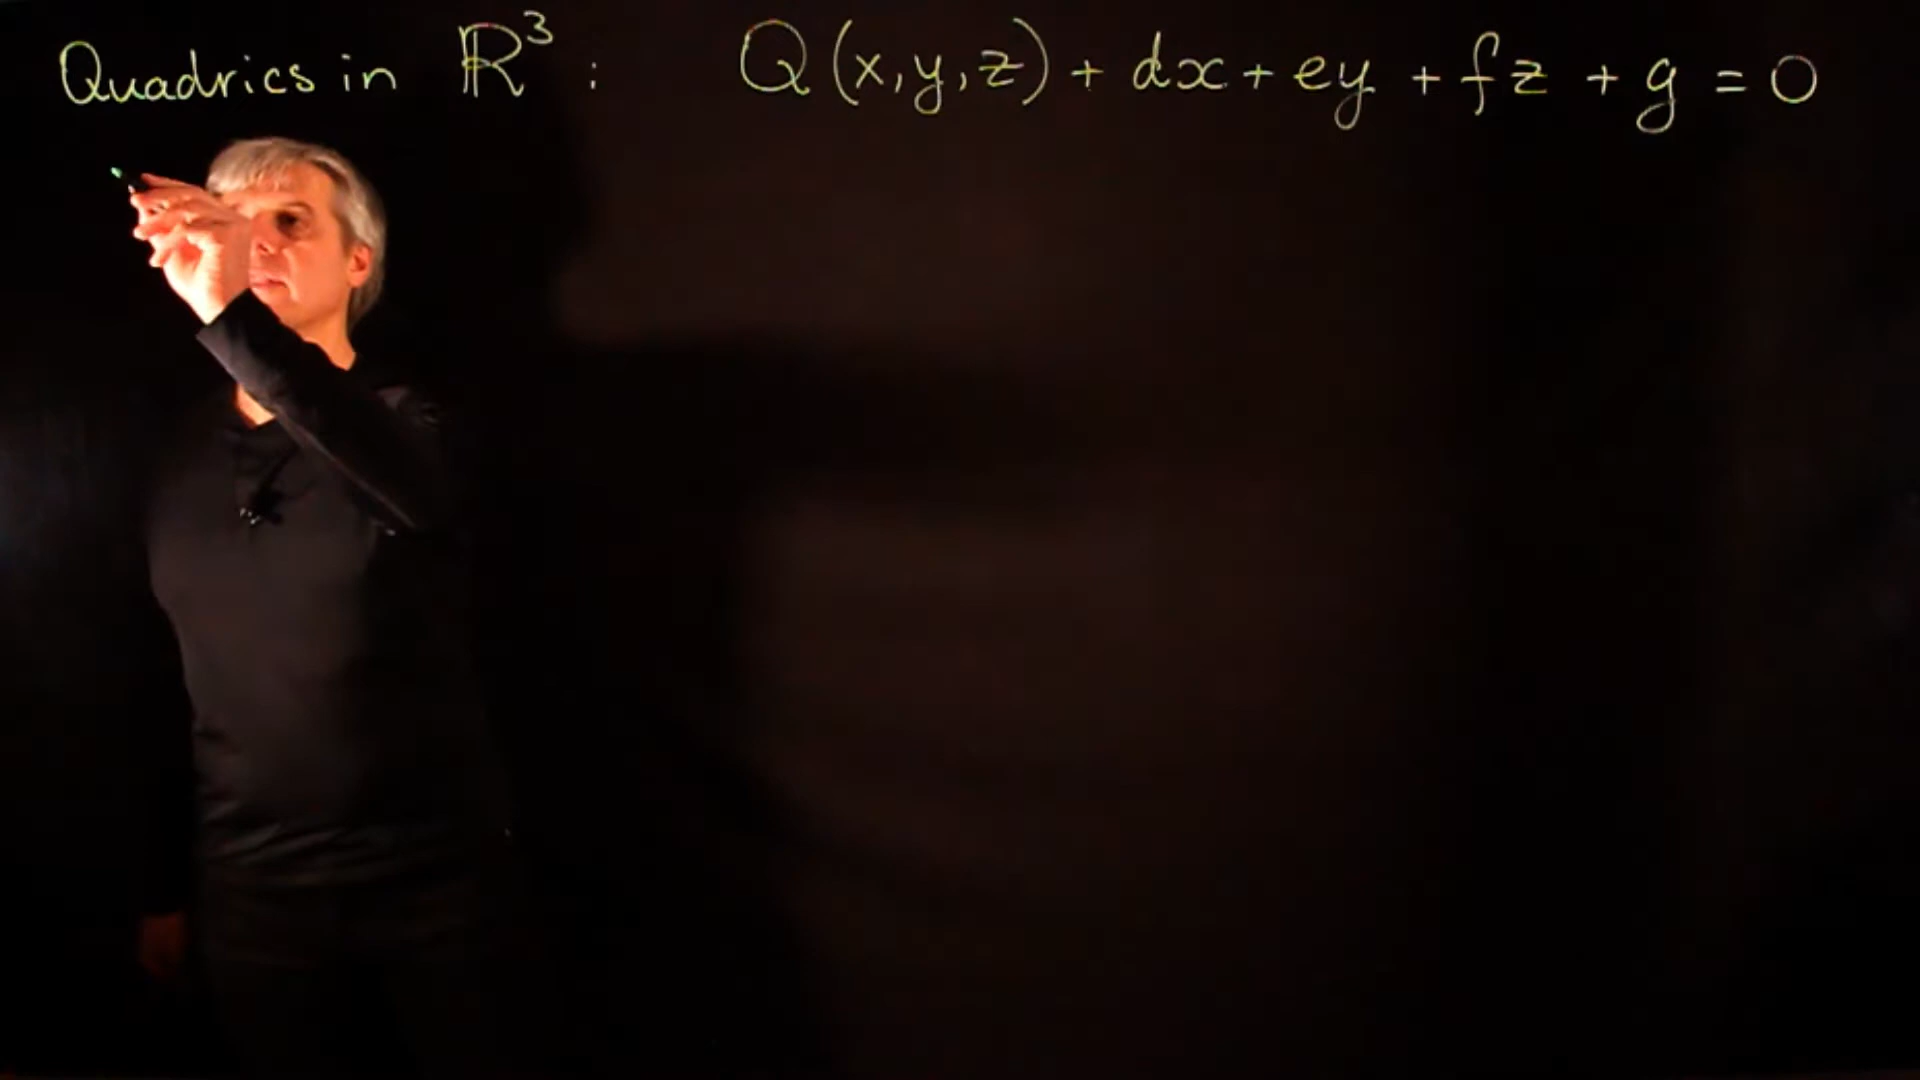 Quadrics in ℝ³ : Q(x,y,z) + dx + ey + fz + g = 0